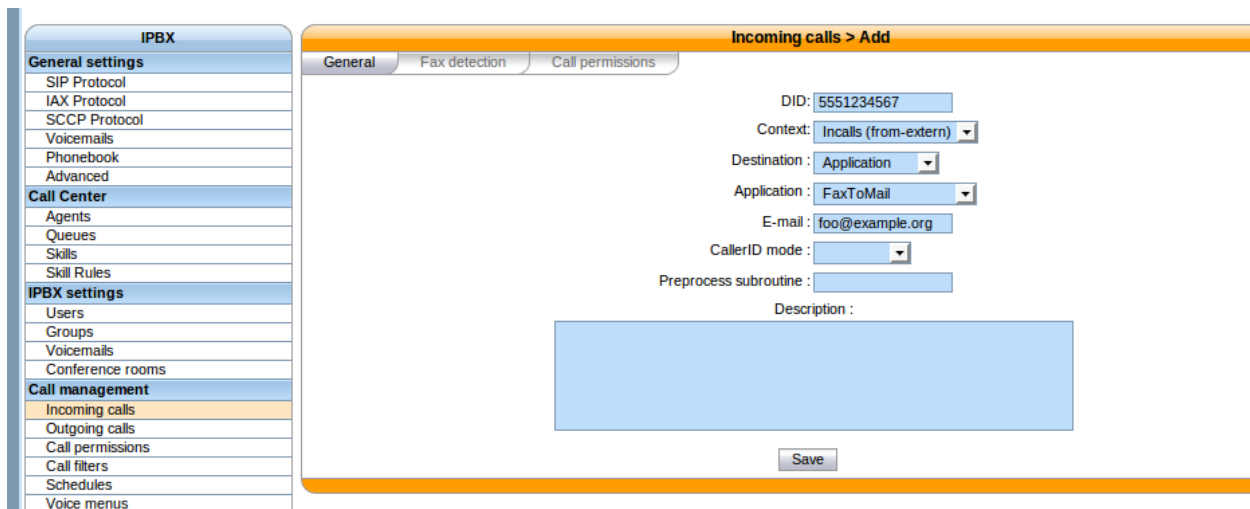 IPBX
General settings
SIP Protocol
IAX Protocol
SCCP Protocol
Voicemails
Phonebook
Advanced
Call Center
Agents
Queues
Skills
Skill Rules
IPBX settings
Users
Groups
Voicemails
Conference rooms
Call management
Incoming calls
Outgoing calls
Call permissions
Call filters
Schedules
Voice menus
Incoming calls > Add
General Fax detection Call permissions
DID: 5551234567
Context: Incalls (from-extern)
Destination : Application
Application : FaxToMail
E-mail : foo@example.org
CallerID mode :
Preprocess subroutine :
Description :
Save